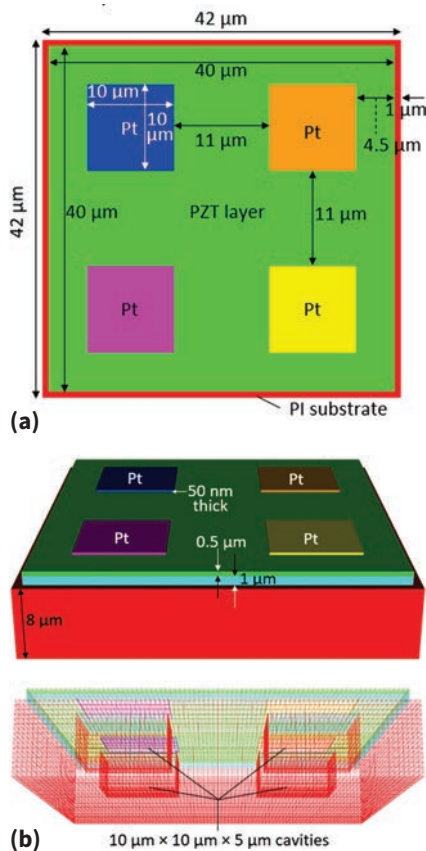 42 µm
40 µm
10 µm
10
µm
Pt
11 µm
1 µm
4.5 µm
42 µm
40 µm
PZT layer
11 µm
Pt
Pt
Pt
PI substrate
(a)
Pt
50 nm
thick
Pt
Pt
0.5 µm
Pt
1 µm
8 µm
(b)
10 µm × 10 µm × 5 µm cavities